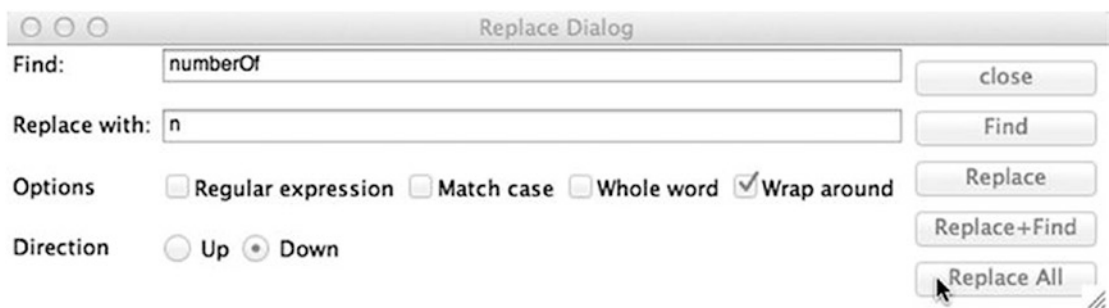 Replace Dialog
Find: numberOf close
Replace with: n Find
Options Regular expression Match case Whole word Wrap around Replace
Replace+Find
Direction Up Down
Replace All